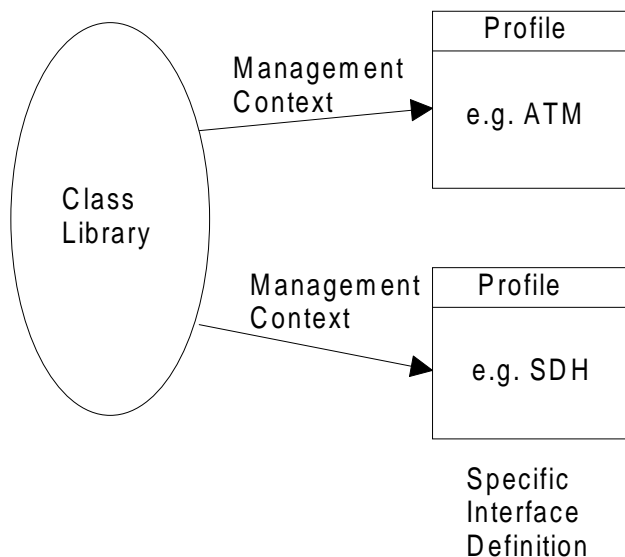 Profile
Management
Context
e.g. ATM
Class
Library
Management
Context
Profile
e.g. SDH
Specific
Interface
Definition